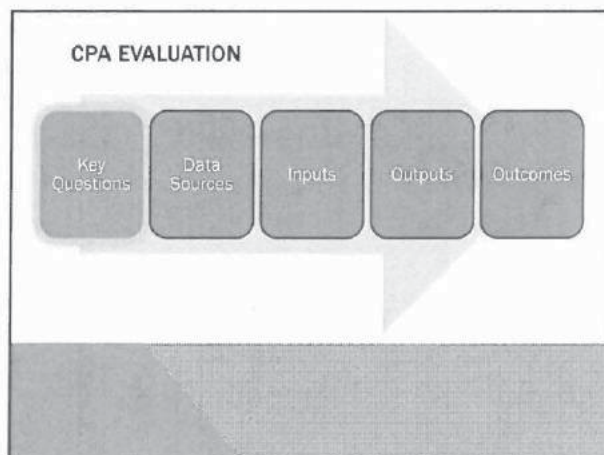 CPA EVALUATION
Key
Questions
Data
Sources
Inputs
Outputs
Outcomes